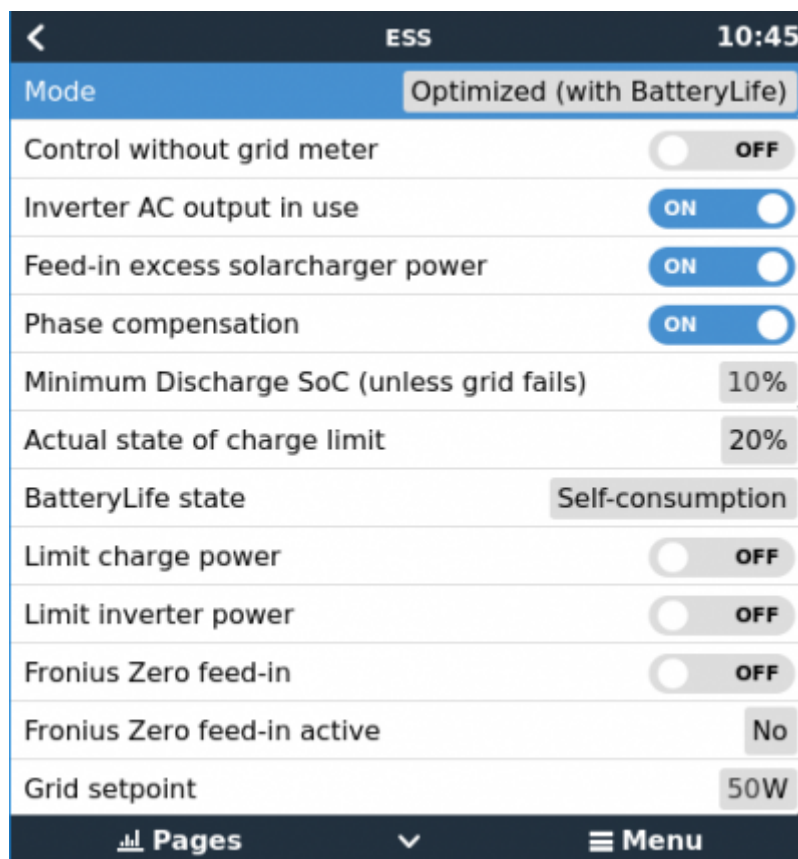 ESS 10:45
Mode Optimized (with BatteryLife)
Control without grid meter OFF
Inverter AC output in use ON
Feed-in excess solarcharger power ON
Phase compensation ON
Minimum Discharge SoC (unless grid fails) 10%
Actual state of charge limit 20%
BatteryLife state Self-consumption
Limit charge power OFF
Limit inverter power OFF
Fronius Zero feed-in OFF
Fronius Zero feed-in active No
Grid setpoint 50W
Pages Menu